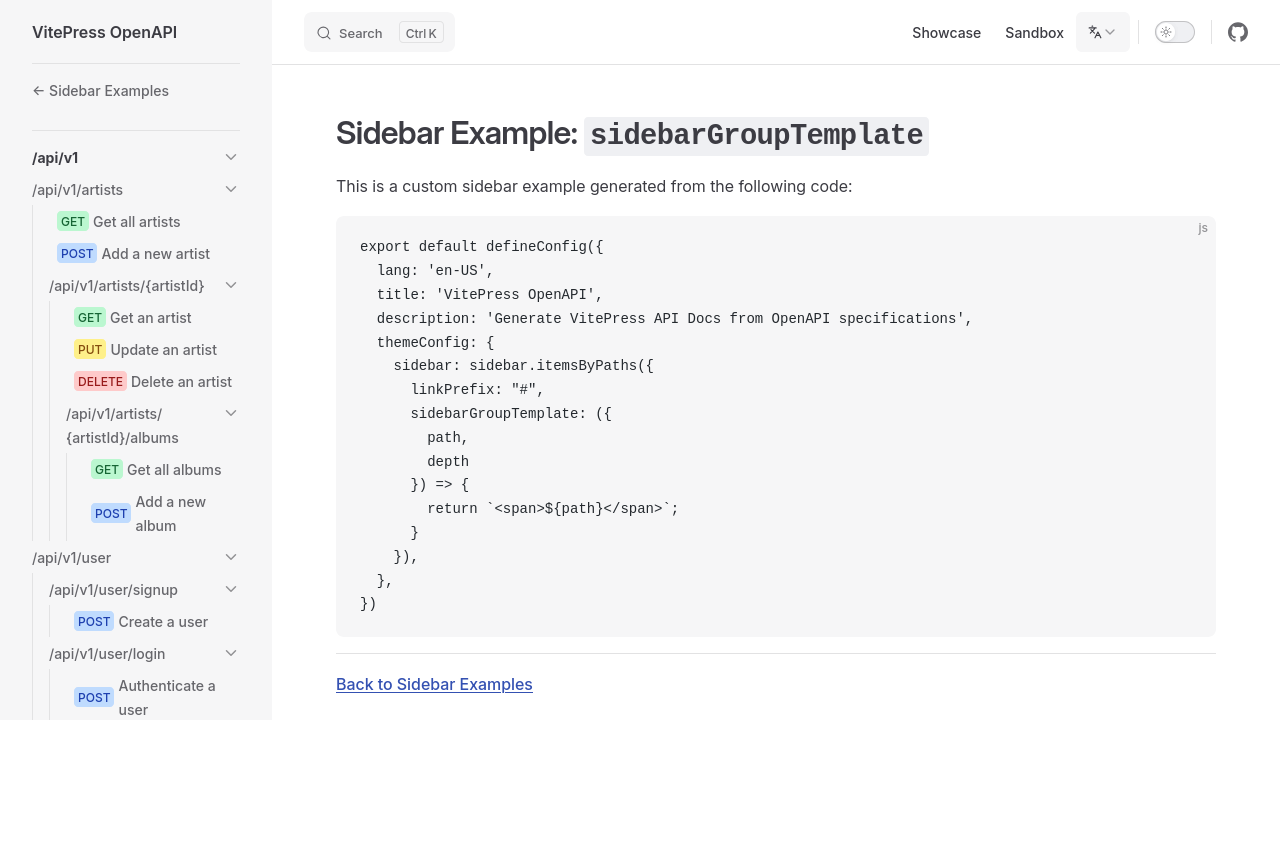 VitePress OpenAPI
Search
Ctrl K
Showcase
Sandbox
← Sidebar Examples
/api/v1
/api/v1/artists
GET Get all artists
POST Add a new artist
/api/v1/artists/{artistId}
GET Get an artist
PUT Update an artist
DELETE Delete an artist
/api/v1/artists/
{artistId}/albums
GET Get all albums
POST Add a new
album
/api/v1/user
/api/v1/user/signup
POST Create a user
/api/v1/user/login
POST Authenticate a
user
Sidebar Example: sidebarGroupTemplate
This is a custom sidebar example generated from the following code:
js
export default defineConfig({
  lang: 'en-US',
  title: 'VitePress OpenAPI',
  description: 'Generate VitePress API Docs from OpenAPI specifications',
  themeConfig: {
    sidebar: sidebar.itemsByPaths({
      linkPrefix: "#",
      sidebarGroupTemplate: ({
        path,
        depth
      }) => {
        return `<span>${path}</span>`;
      }
    }),
  },
})
Back to Sidebar Examples